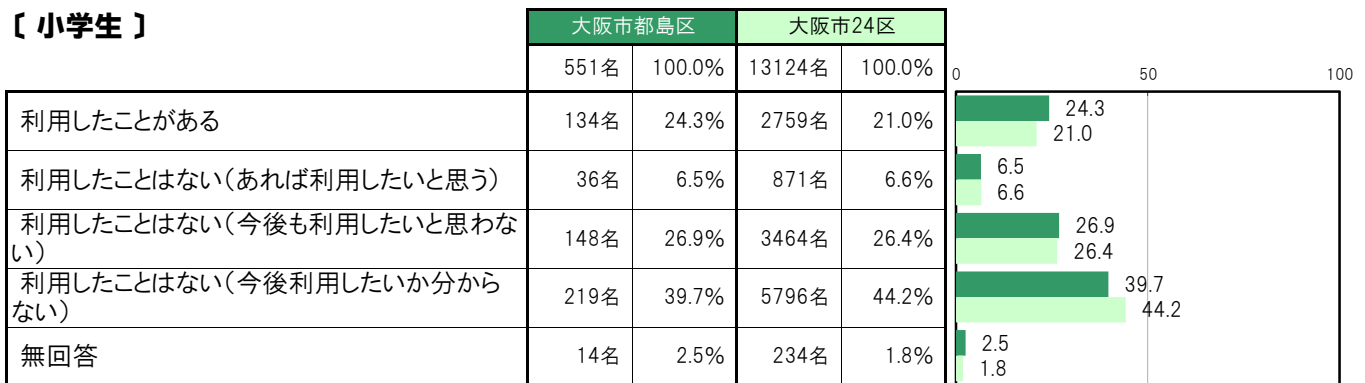 〔 小学生 〕
大阪市都島区 大阪市24区
551名 100.0% 13124名 100.0%
0 50 100
利用したことがある 134名 24.3% 2759名 21.0%
24.3
21.0
利用したことはない（あれば利用したいと思う） 36名 6.5% 871名 6.6%
6.5
6.6
利用したことはない（今後も利用したいと思わな
い） 148名 26.9% 3464名 26.4%
26.9
26.4
利用したことはない（今後利用したいか分から
ない） 219名 39.7% 5796名 44.2%
39.7
44.2
無回答 14名 2.5% 234名 1.8%
2.5
1.8